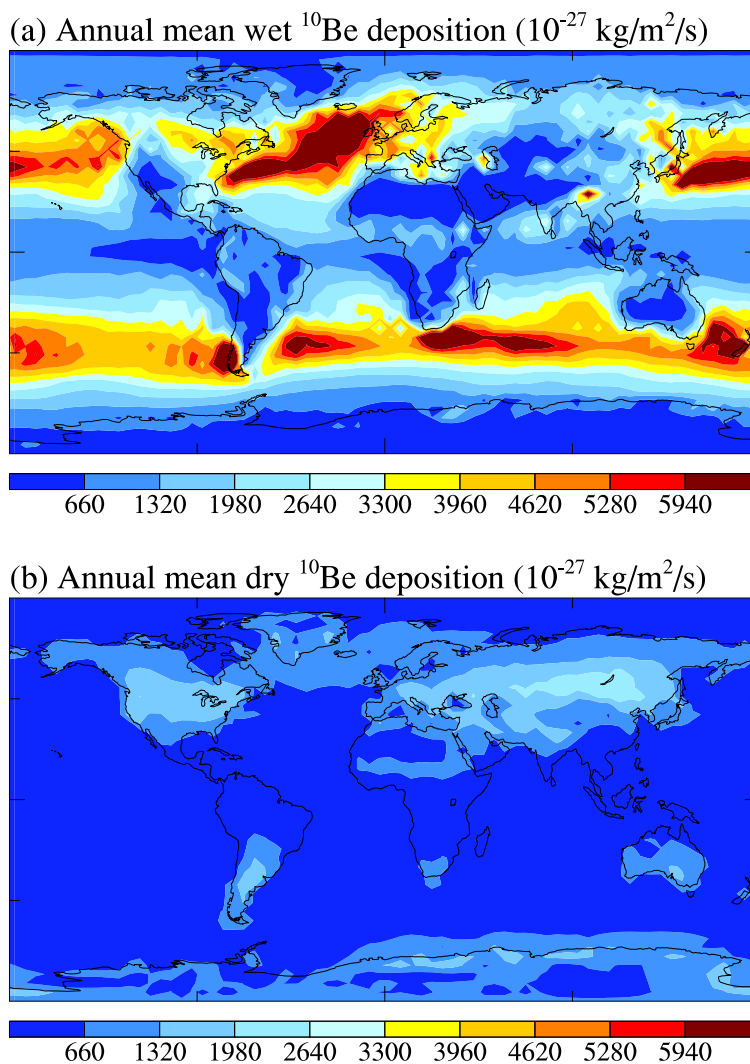 (a) Annual mean wet ¹⁰Be deposition (10⁻²⁷ kg/m²/s)
660 1320 1980 2640 3300 3960 4620 5280 5940
(b) Annual mean dry ¹⁰Be deposition (10⁻²⁷ kg/m²/s)
660 1320 1980 2640 3300 3960 4620 5280 5940